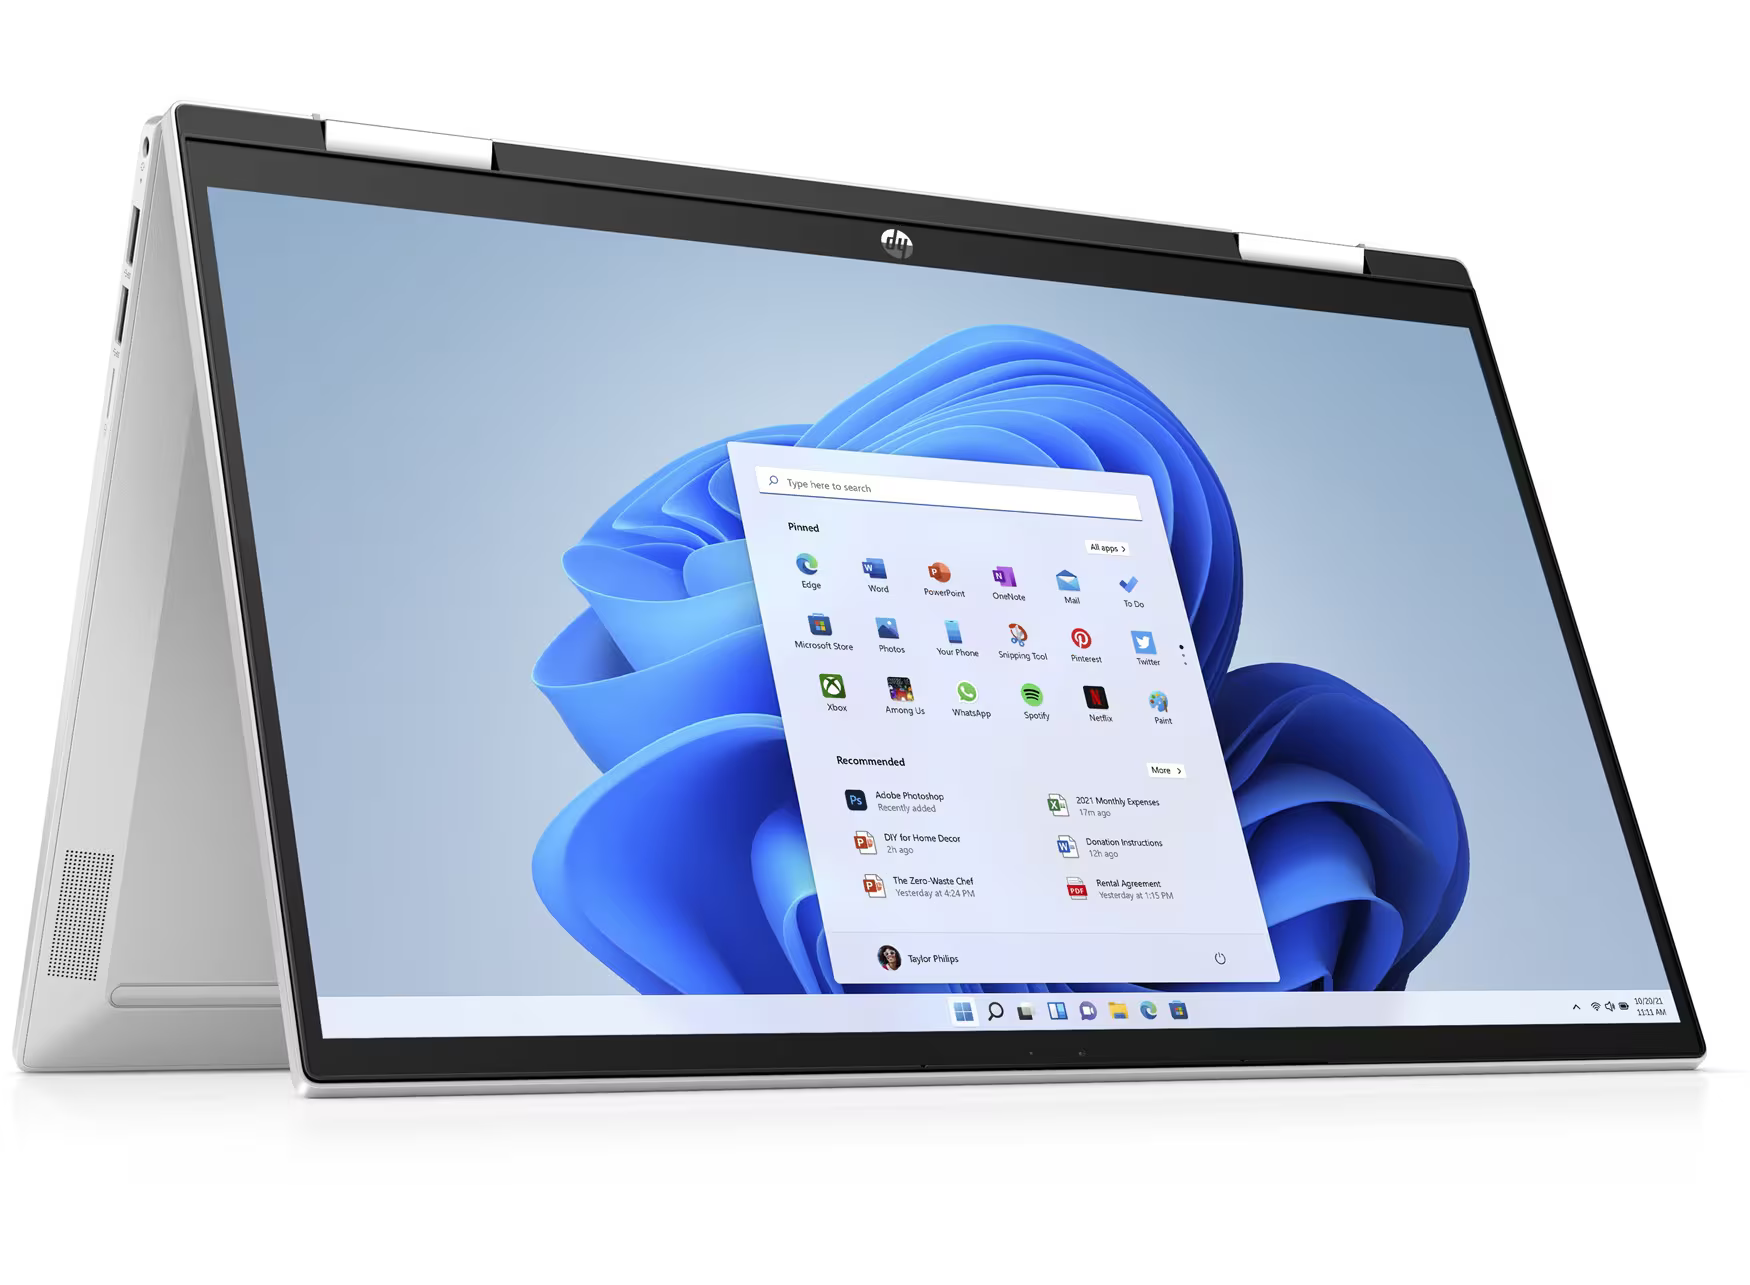 hp
Type here to search
Pinned
All apps >
Edge
Word
PowerPoint
OneNote
Mail
To Do
Microsoft Store
Photos
Your Phone
Snipping Tool
Pinterest
Twitter
Xbox
Among Us
WhatsApp
Spotify
Netflix
Paint
Recommended
More >
Adobe Photoshop
Recently added
2021 Monthly Expenses
17m ago
DIY for Home Decor
2h ago
Donation Instructions
12h ago
The Zero-Waste Chef
Yesterday at 4:24 PM
Rental Agreement
Yesterday at 1:15 PM
Taylor Philips
10/20/21
11:11 AM